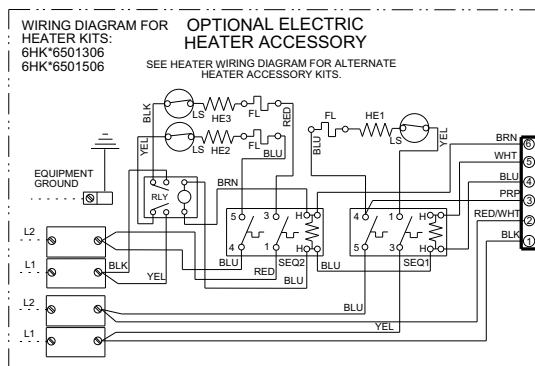 WIRING DIAGRAM FOR
HEATER KITS:
6HK*6501306
6HK*6501506
OPTIONAL ELECTRIC
HEATER ACCESSORY
SEE HEATER WIRING DIAGRAM FOR ALTERNATE
HEATER ACCESSORY KITS.
BLK
LS
HE3
FL
RED
YEL
LS
HE2
FL
BLU
FL
HE1
LS
BLU
YEL
BRN
6
WHT
5
BLU
4
PRP
3
RED/WHT
2
BLK
1
EQUIPMENT
GROUND
RLY
BRN
5
3
H
4
1
H
BLU
RED
SEQ2
BLU
4
1
H
5
3
H
SEQ1
L2
L1
BLK
YEL
L2
L1
BLU
YEL